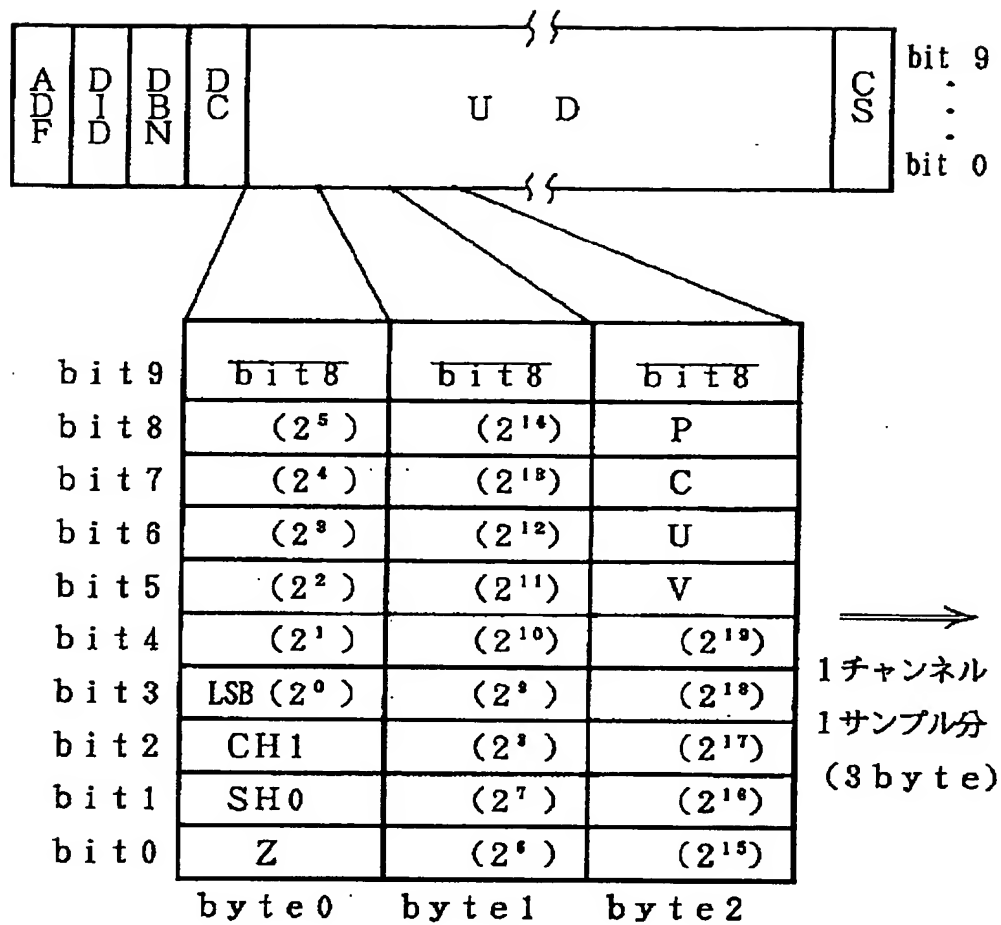 ADF DID DBN DC UD CS
bit 9
bit 0
bit9 bit8 bit8 bit8
bit8 (2⁵) (2¹⁴) P
bit7 (2⁴) (2¹³) C
bit6 (2³) (2¹²) U
bit5 (2²) (2¹¹) V
bit4 (2¹) (2¹⁰) (2¹⁹)
bit3 LSB (2⁰) (2⁹) (2¹⁸)
bit2 CH1 (2⁸) (2¹⁷)
bit1 SH0 (2⁷) (2¹⁶)
bit0 Z (2⁶) (2¹⁵)
byte0 byte1 byte2
1チャンネル
1サンプル分
(3byte)